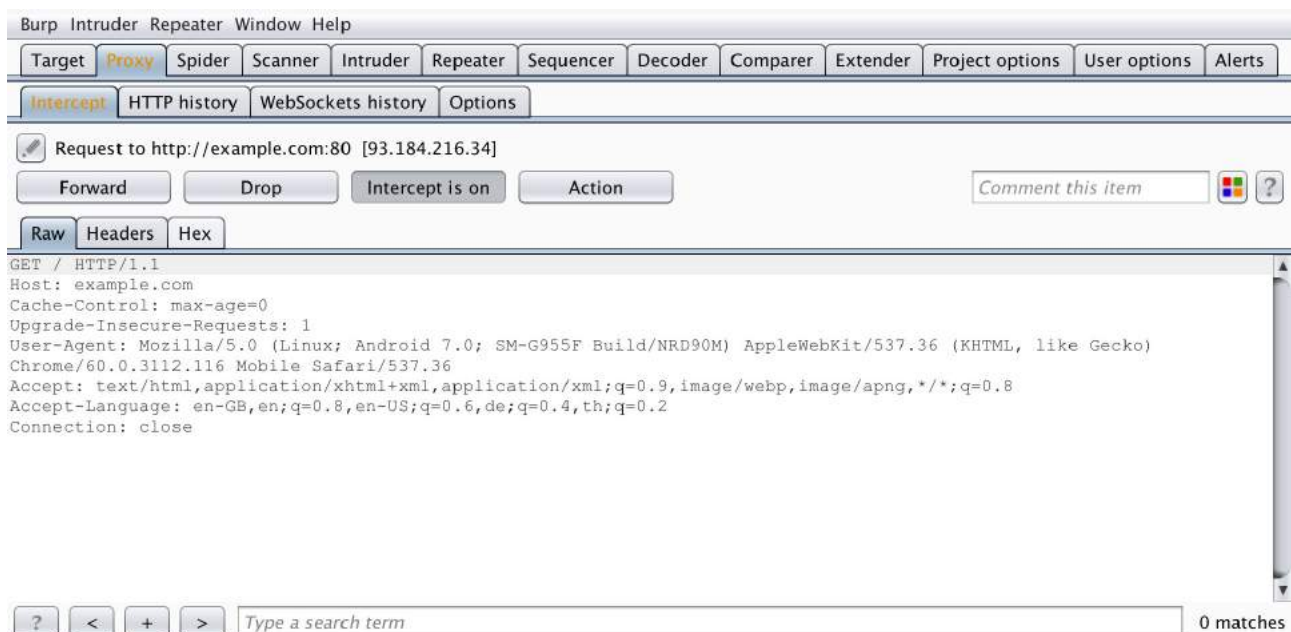 Burp Intruder Repeater Window Help
Target Proxy Spider Scanner Intruder Repeater Sequencer Decoder Comparer Extender Project options User options Alerts
Intercept HTTP history WebSockets history Options
Request to http://example.com:80 [93.184.216.34]
Forward Drop Intercept is on Action Comment this item ?
Raw Headers Hex
GET / HTTP/1.1
Host: example.com
Cache-Control: max-age=0
Upgrade-Insecure-Requests: 1
User-Agent: Mozilla/5.0 (Linux; Android 7.0; SM-G955F Build/NRD90M) AppleWebKit/537.36 (KHTML, like Gecko)
Chrome/60.0.3112.116 Mobile Safari/537.36
Accept: text/html,application/xhtml+xml,application/xml;q=0.9,image/webp,image/apng,*/*;q=0.8
Accept-Language: en-GB,en;q=0.8,en-US;q=0.6,de;q=0.4,th;q=0.2
Connection: close
? < + > Type a search term 0 matches